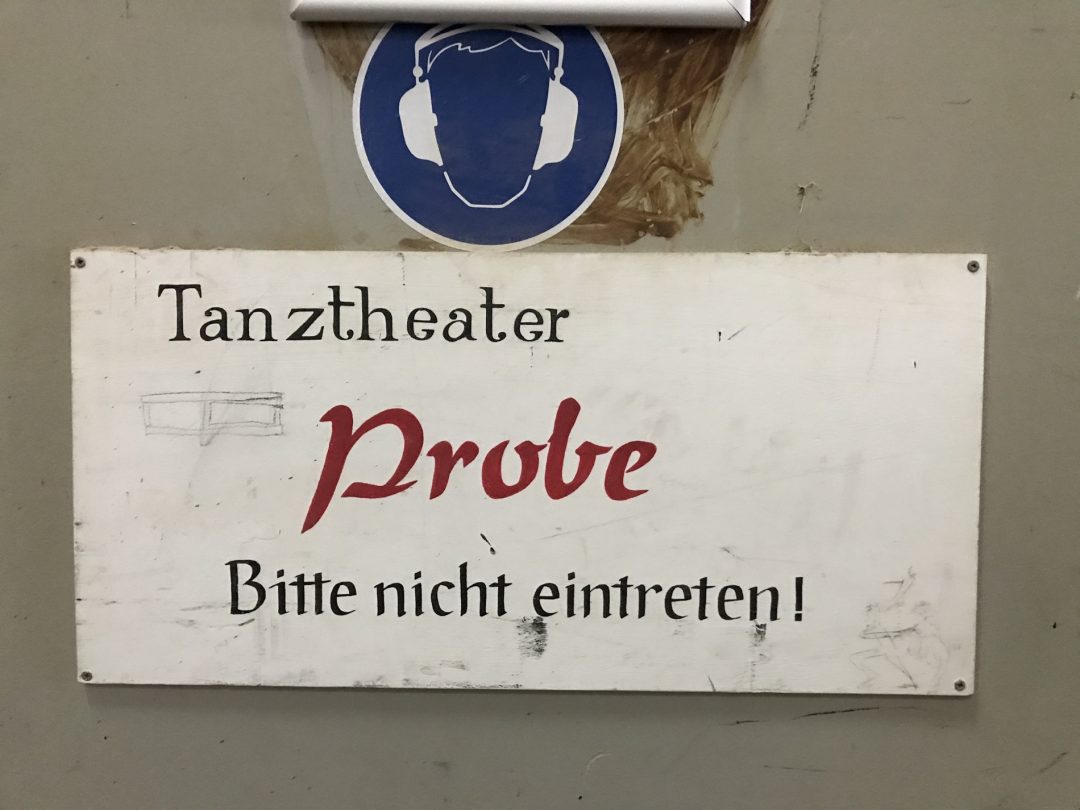 Tanztheater
Probe
Bitte nicht eintreten!